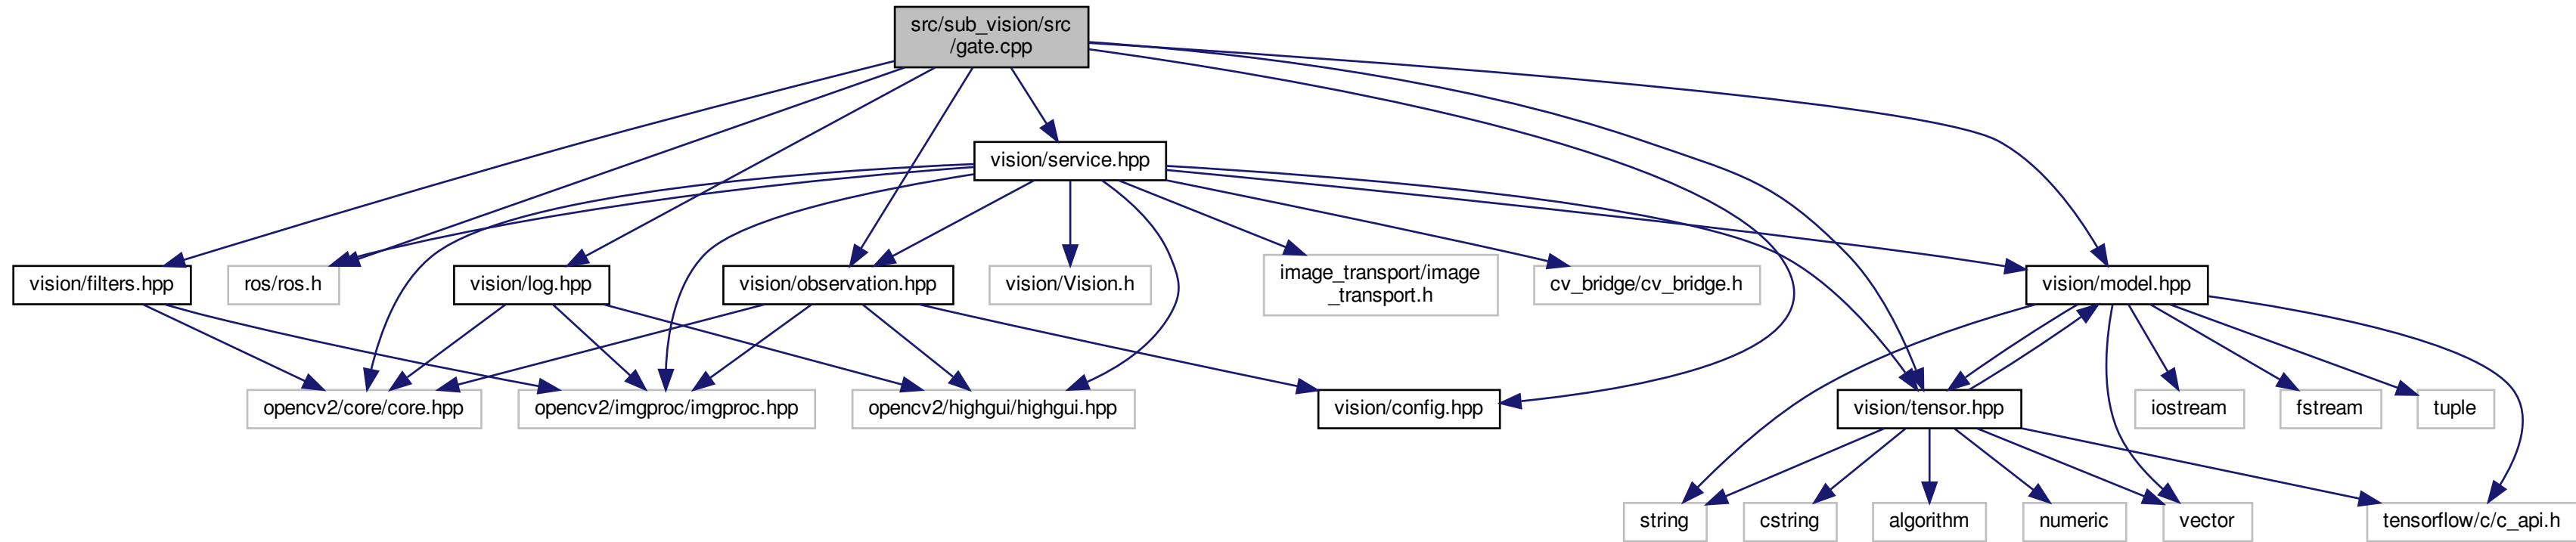 src/sub_vision/src
/gate.cpp
vision/service.hpp
vision/filters.hpp
ros/ros.h
vision/log.hpp
vision/observation.hpp
vision/Vision.h
image_transport/image
_transport.h
cv_bridge/cv_bridge.h
vision/model.hpp
opencv2/core/core.hpp
opencv2/imgproc/imgproc.hpp
opencv2/highgui/highgui.hpp
vision/config.hpp
vision/tensor.hpp
iostream
fstream
tuple
string
cstring
algorithm
numeric
vector
tensorflow/c/c_api.h